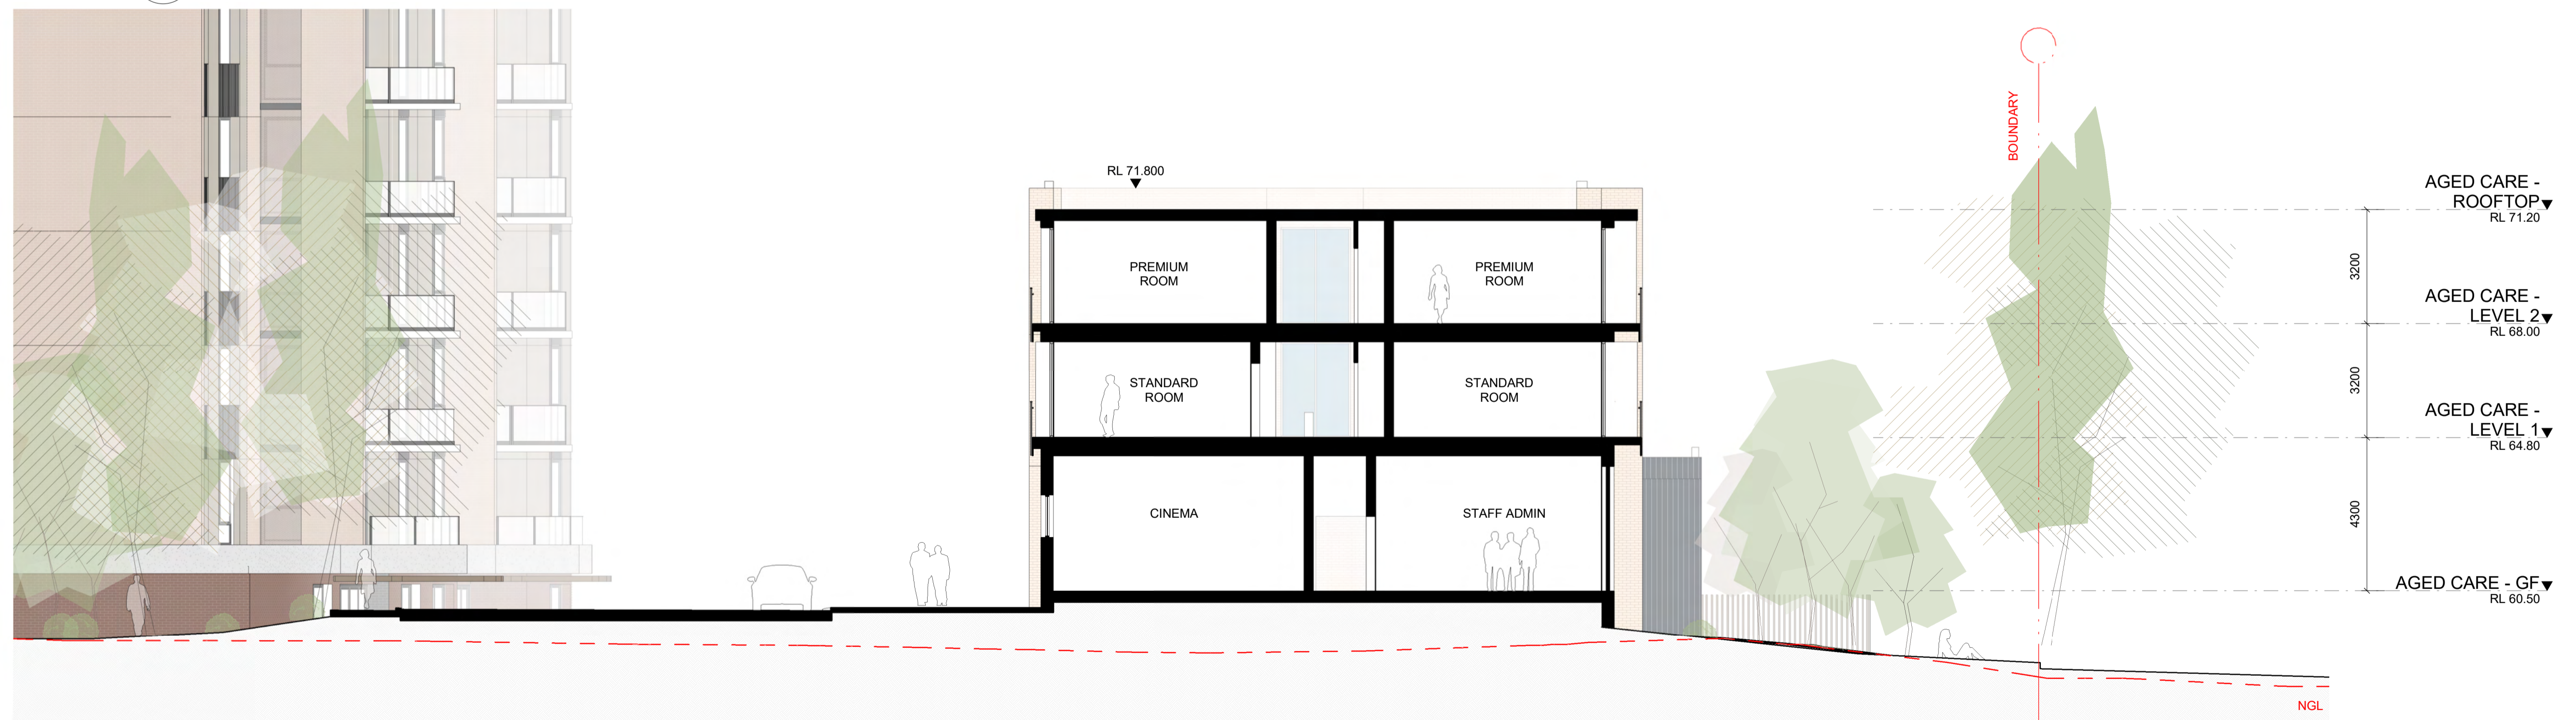 RL 71.800
PREMIUM
ROOM
PREMIUM
ROOM
STANDARD
ROOM
STANDARD
ROOM
CINEMA
STAFF ADMIN
BOUNDARY
AGED CARE -
ROOFTOP
RL 71.20
3200
AGED CARE -
LEVEL 2
RL 68.00
3200
AGED CARE -
LEVEL 1
RL 64.80
4300
AGED CARE - GF
RL 60.50
NGL